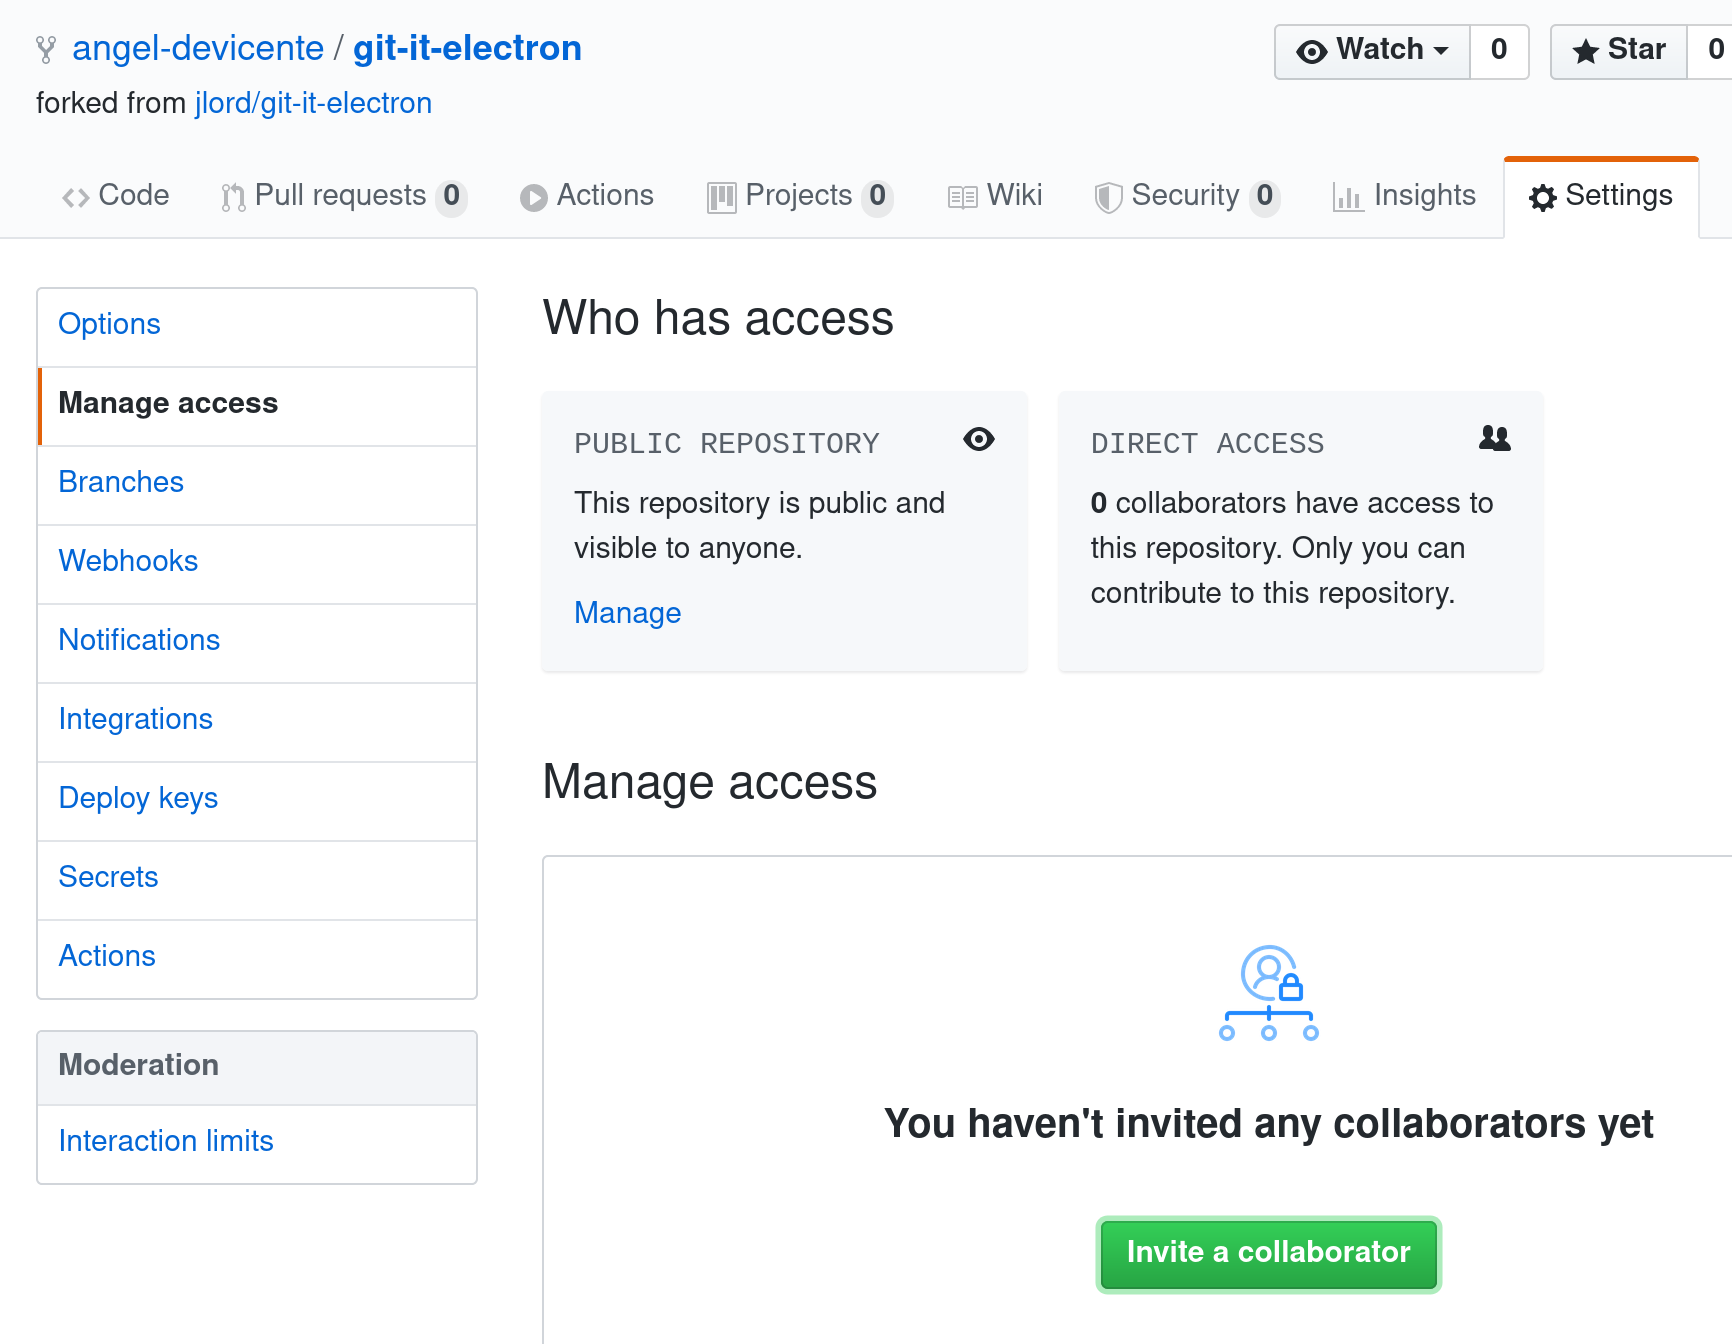 angel-devicente / git-it-electron
Watch 0 Star 0
forked from jlord/git-it-electron
Code Pull requests 0 Actions Projects 0 Wiki Security 0 Insights Settings
Options
Manage access
Branches
Webhooks
Notifications
Integrations
Deploy keys
Secrets
Actions
Moderation
Interaction limits
Who has access
PUBLIC REPOSITORY
This repository is public and
visible to anyone.
Manage
DIRECT ACCESS
0 collaborators have access to
this repository. Only you can
contribute to this repository.
Manage access
You haven't invited any collaborators yet
Invite a collaborator